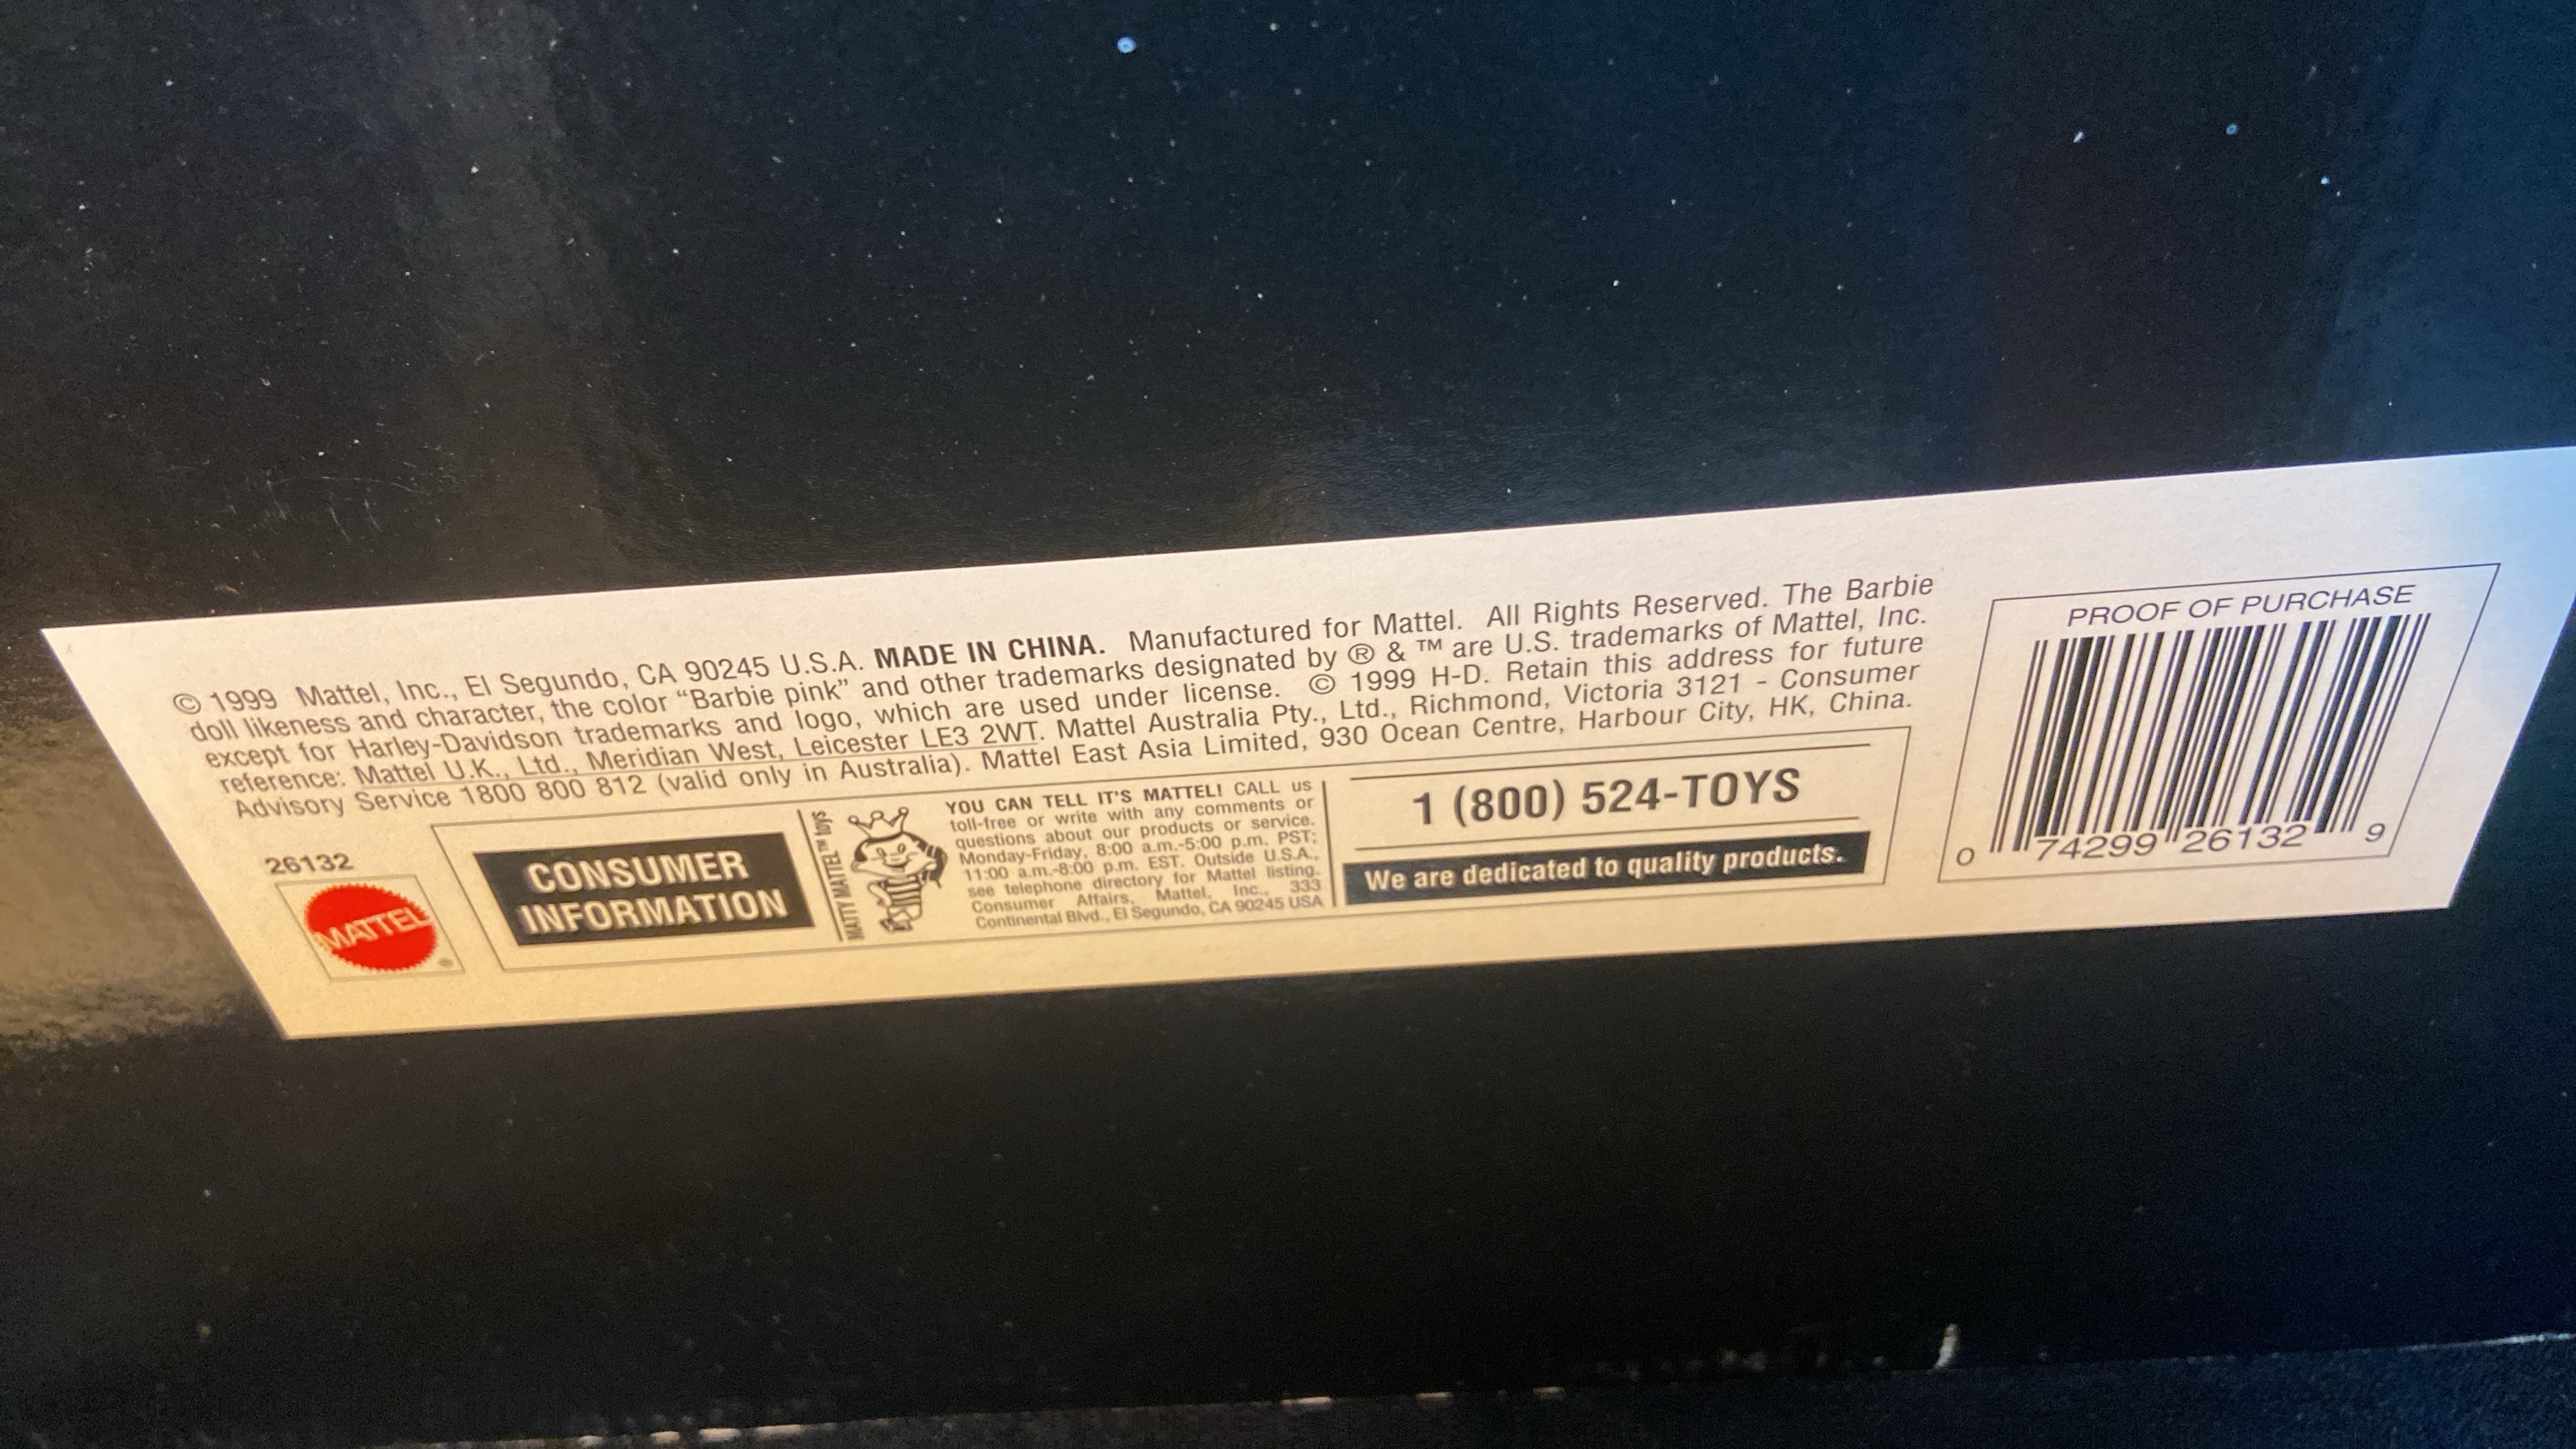 © 1999 Mattel, Inc., El Segundo, CA 90245 U.S.A. MADE IN CHINA. Manufactured for Mattel. All Rights Reserved. The Barbie
doll likeness and character, the color “Barbie pink” and other trademarks designated by ® & ™ are U.S. trademarks of Mattel, Inc.
except for Harley-Davidson trademarks and logo, which are used under license. © 1999 H-D. Retain this address for future
reference: Mattel U.K., Ltd., Meridian West, Leicester LE3 2WT. Mattel Australia Pty., Ltd., Richmond, Victoria 3121 - Consumer
Advisory Service 1800 800 812 (valid only in Australia). Mattel East Asia Limited, 930 Ocean Centre, Harbour City, HK, China.
26132
MATTEL
®
CONSUMER
INFORMATION
MATTY MATTEL ™ toys
YOU CAN TELL IT'S MATTEL! CALL US
toll-free or write with any comments or
questions about our products or service.
Monday-Friday, 8:00 a.m.-5:00 p.m. PST;
11:00 a.m.-8:00 p.m. EST. Outside U.S.A.,
see telephone directory for Mattel listing.
Consumer Affairs, Mattel, Inc., 333
Continental Blvd., El Segundo, CA 90245 USA
1 (800) 524-TOYS
We are dedicated to quality products.
PROOF OF PURCHASE
0 74299 26132 9